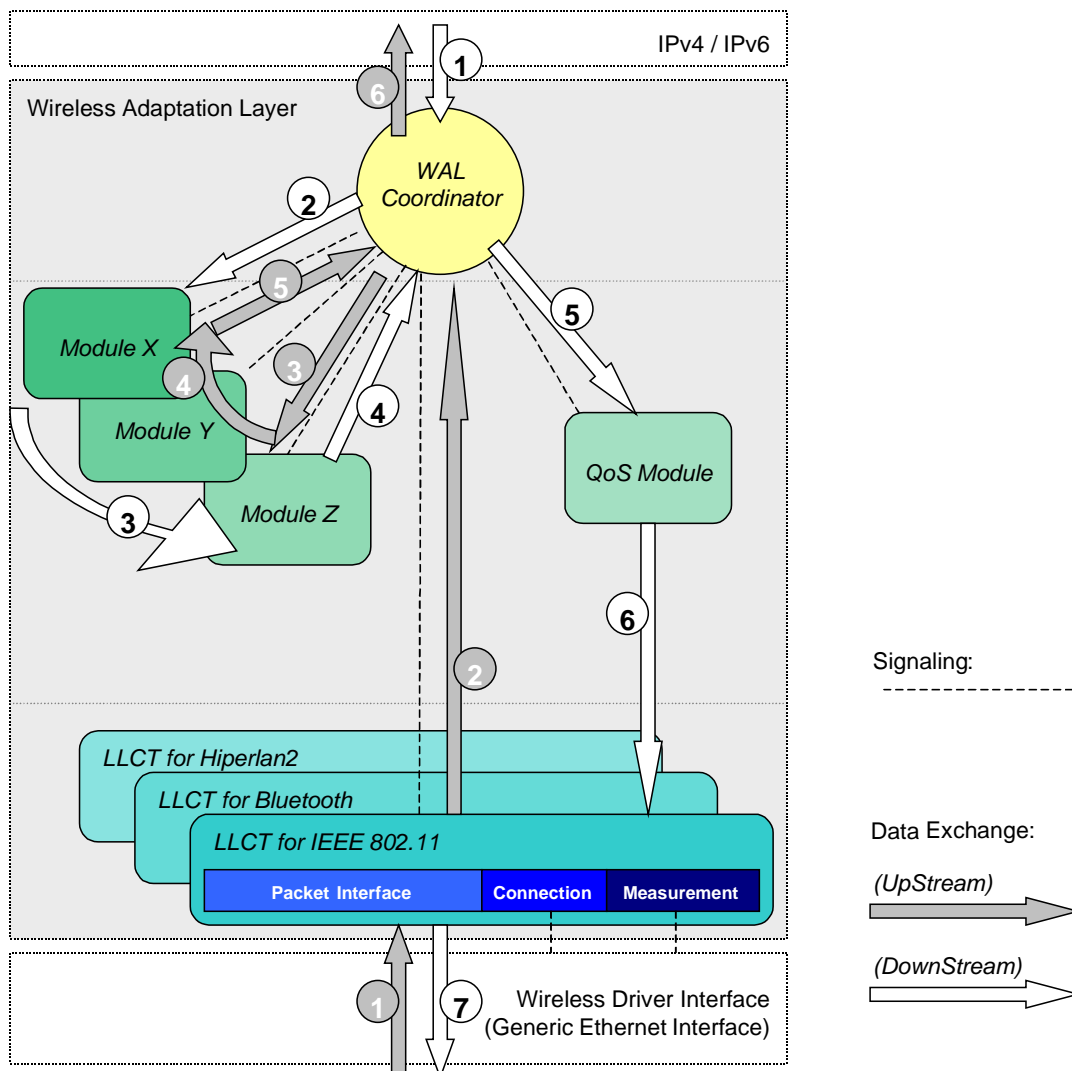 IPv4 / IPv6
1
6
Wireless Adaptation Layer
WAL
Coordinator
2
5
5
Module X
3
4
4
Module Y
QoS Module
Module Z
3
6
2
Signaling:
LLCT for Hiperlan2
LLCT for Bluetooth
LLCT for IEEE 802.11
Packet Interface
Connection
Measurement
Data Exchange:
(UpStream)
(DownStream)
1
7
Wireless Driver Interface
(Generic Ethernet Interface)